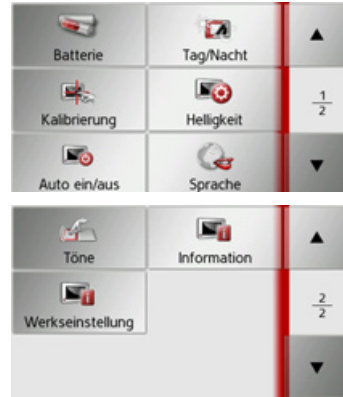 Batterie
Tag/Nacht
Kalibrierung
Helligkeit
1
2
Auto ein/aus
Sprache
Töne
Information
Werkseinstellung
2
2